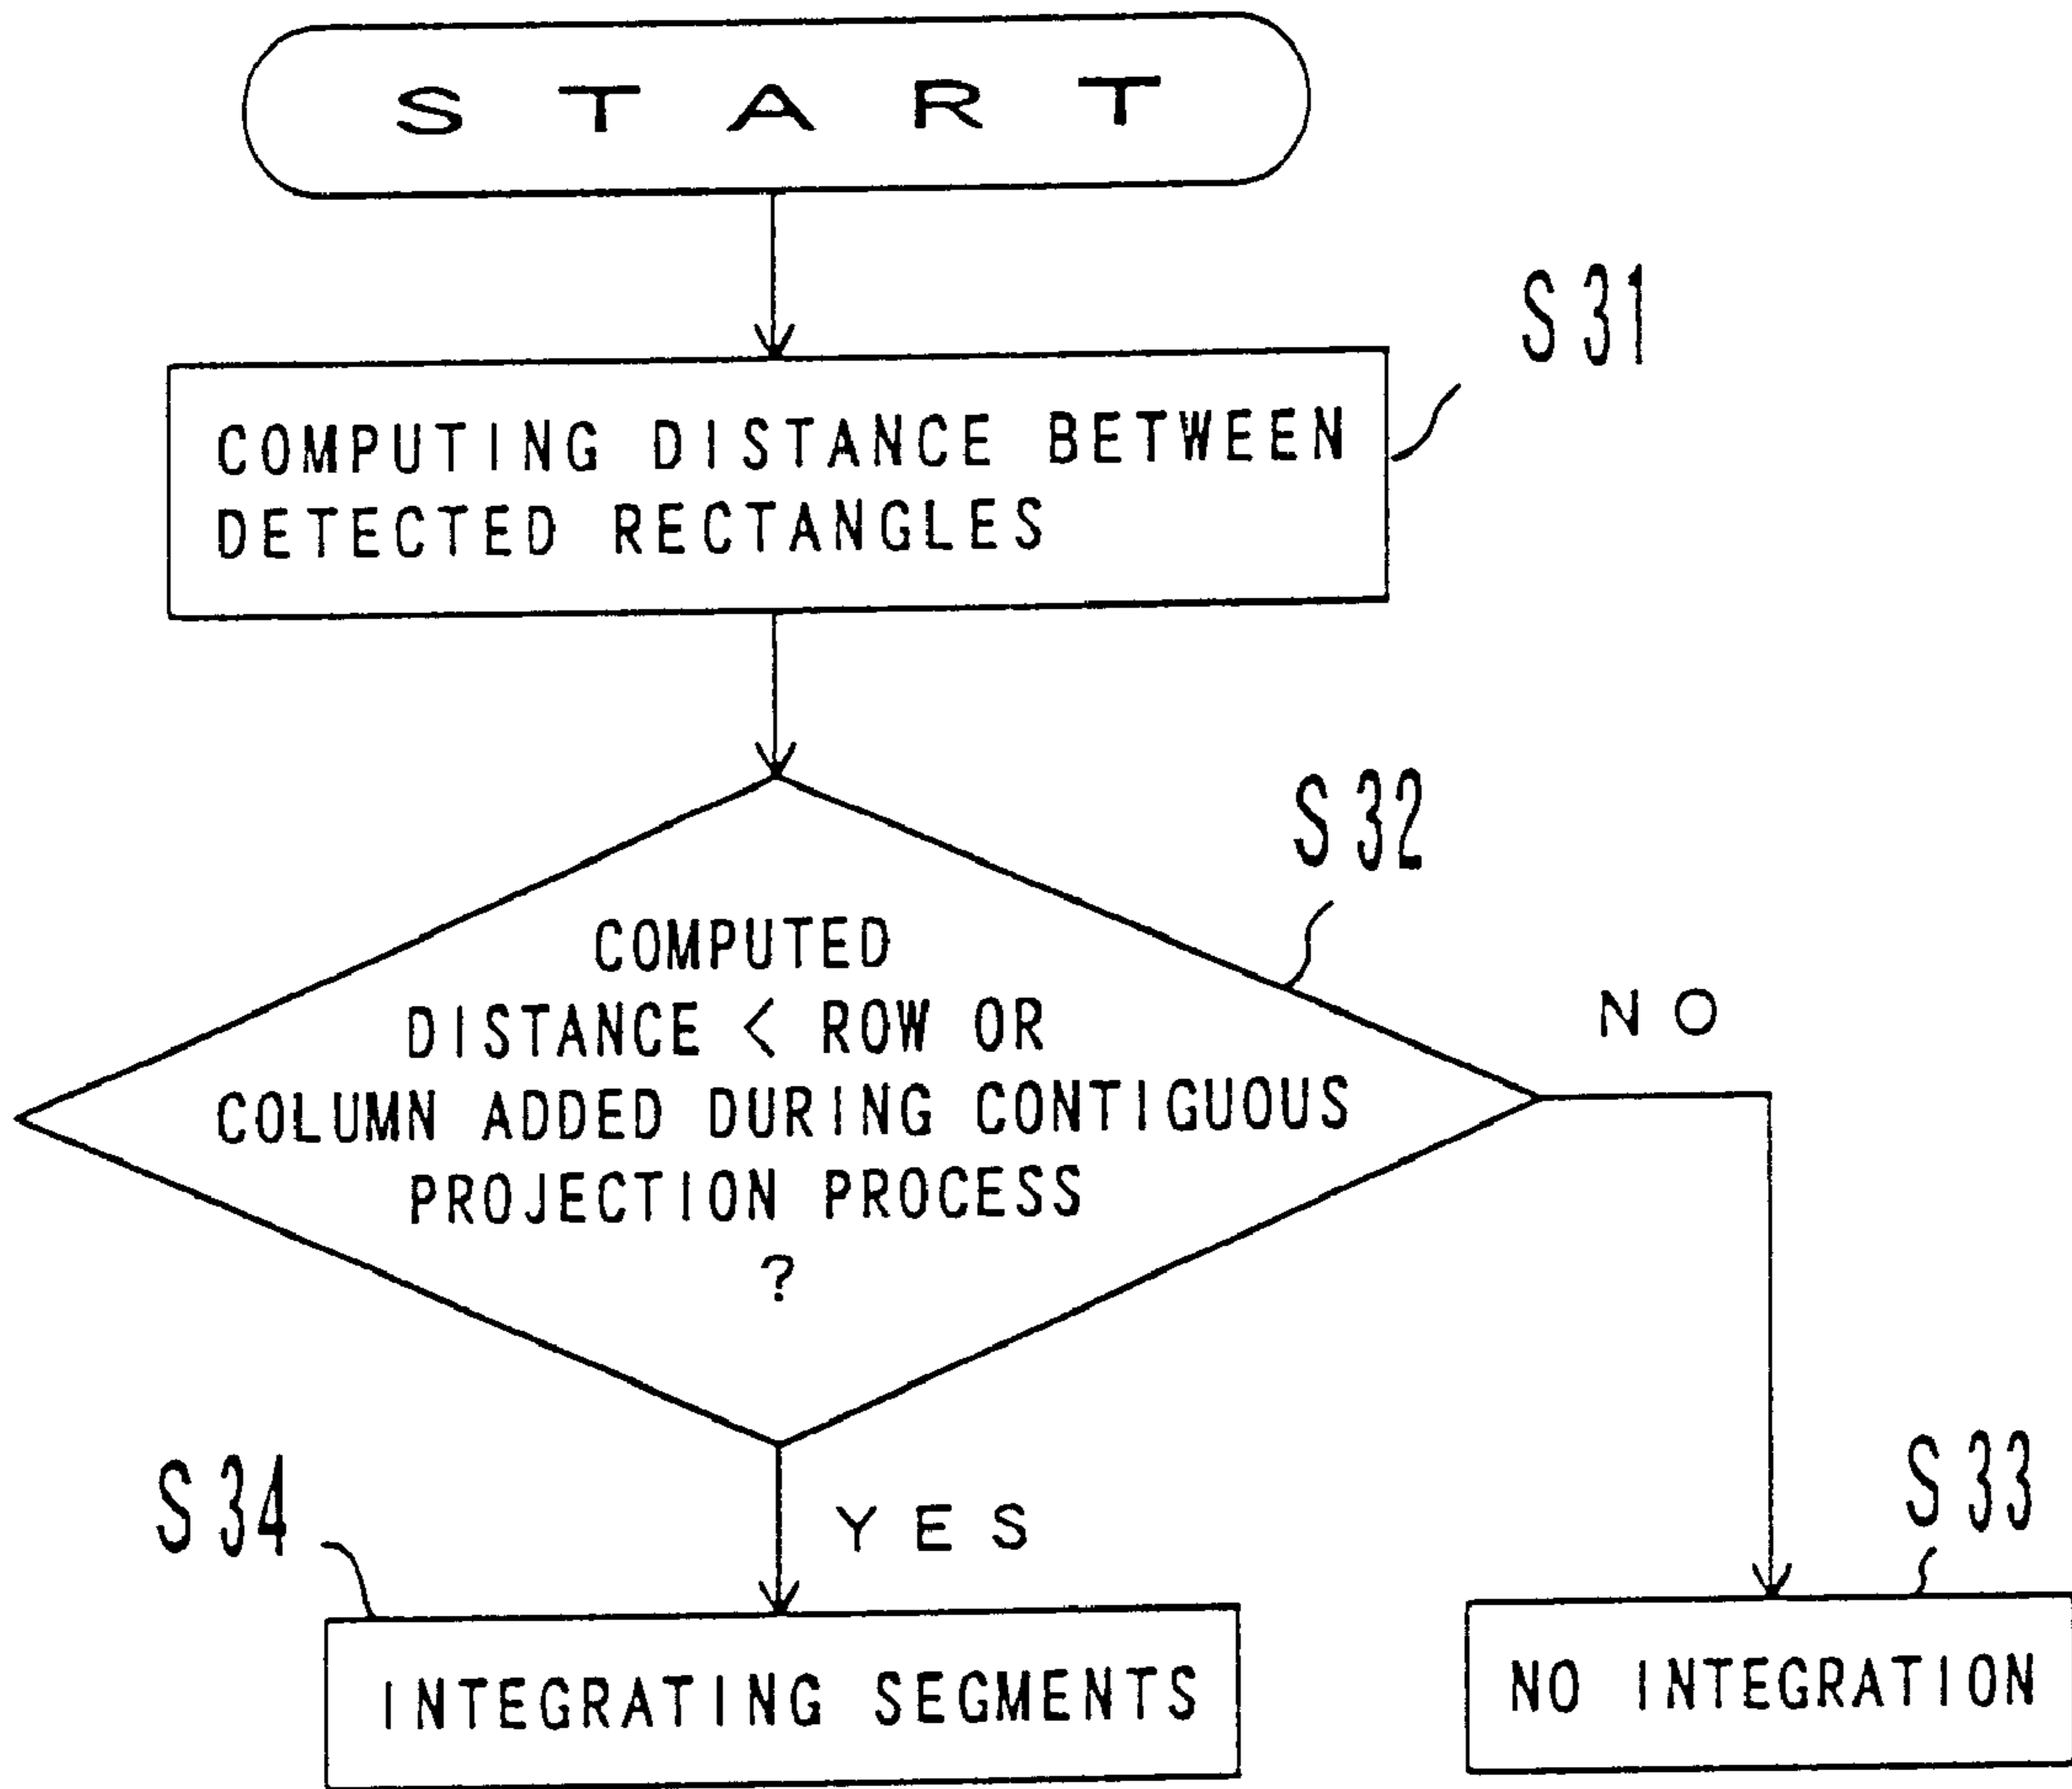 START
S31
COMPUTING DISTANCE BETWEEN
DETECTED RECTANGLES
S32
COMPUTED
DISTANCE < ROW OR
COLUMN ADDED DURING CONTIGUOUS
PROJECTION PROCESS
?
NO
YES
S34
S33
INTEGRATING SEGMENTS
NO INTEGRATION